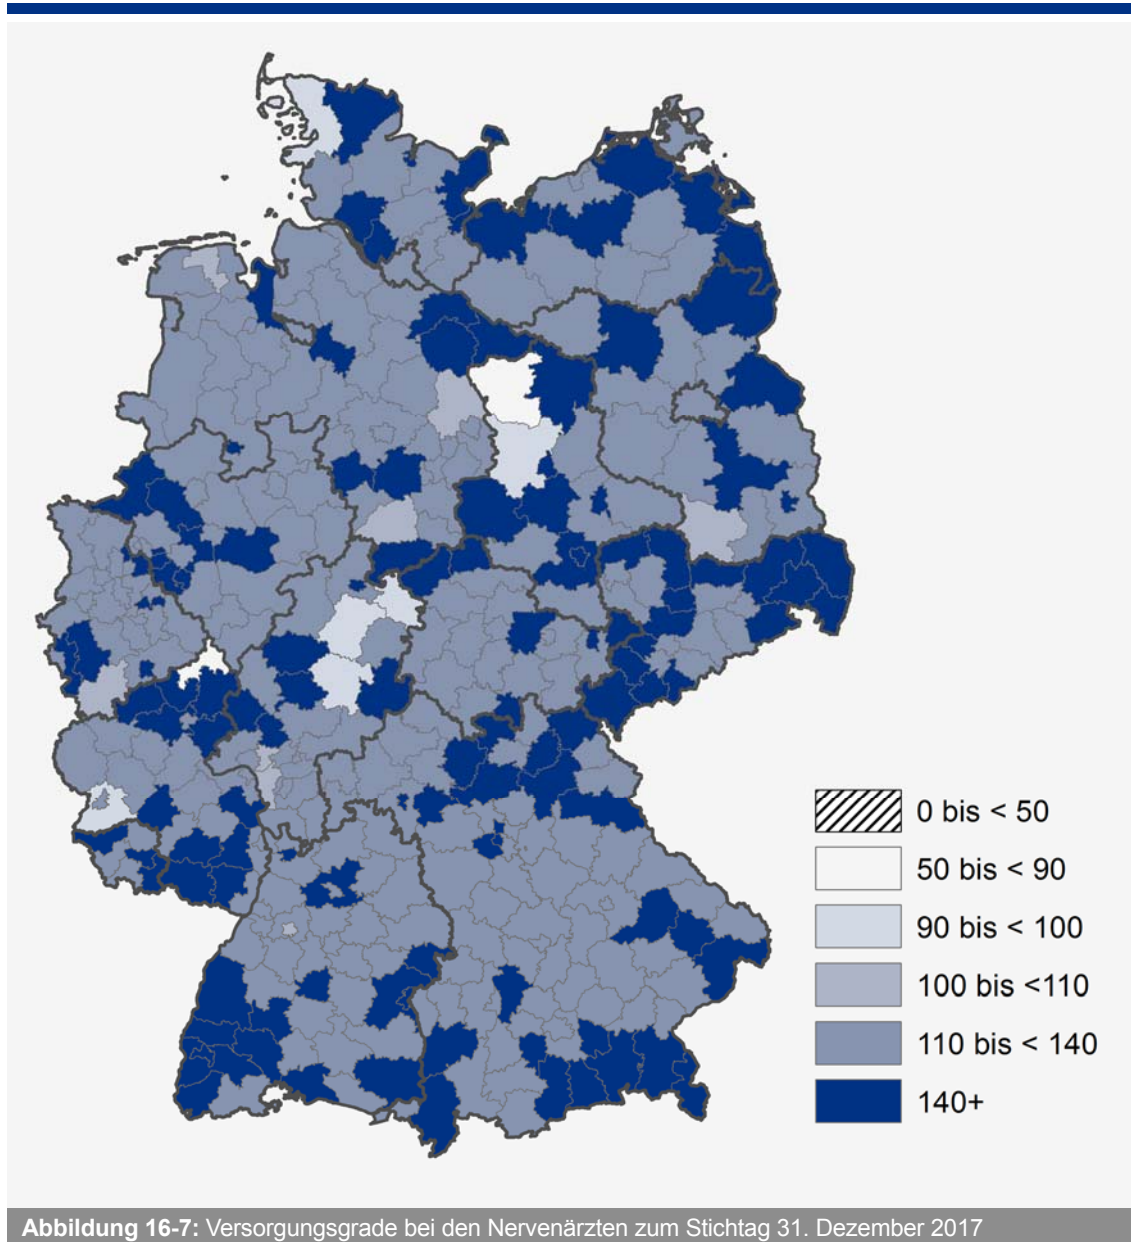 0 bis < 50
50 bis < 90
90 bis < 100
100 bis <110
110 bis < 140
140+
Abbildung 16-7: Versorgungsgrade bei den Nervenärzten zum Stichtag 31. Dezember 2017